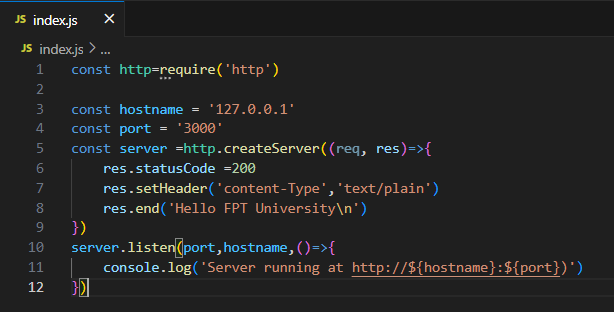 JS index.js ×
JS index.js > ...
1 const http=require('http')
2
3 const hostname = '127.0.0.1'
4 const port = '3000'
5 const server =http.createServer((req, res)=>{
6     res.statusCode =200
7     res.setHeader('content-Type','text/plain')
8     res.end('Hello FPT University\n')
9 })
10 server.listen(port,hostname,()=>{
11     console.log('Server running at http://${hostname}:${port})')
12 })